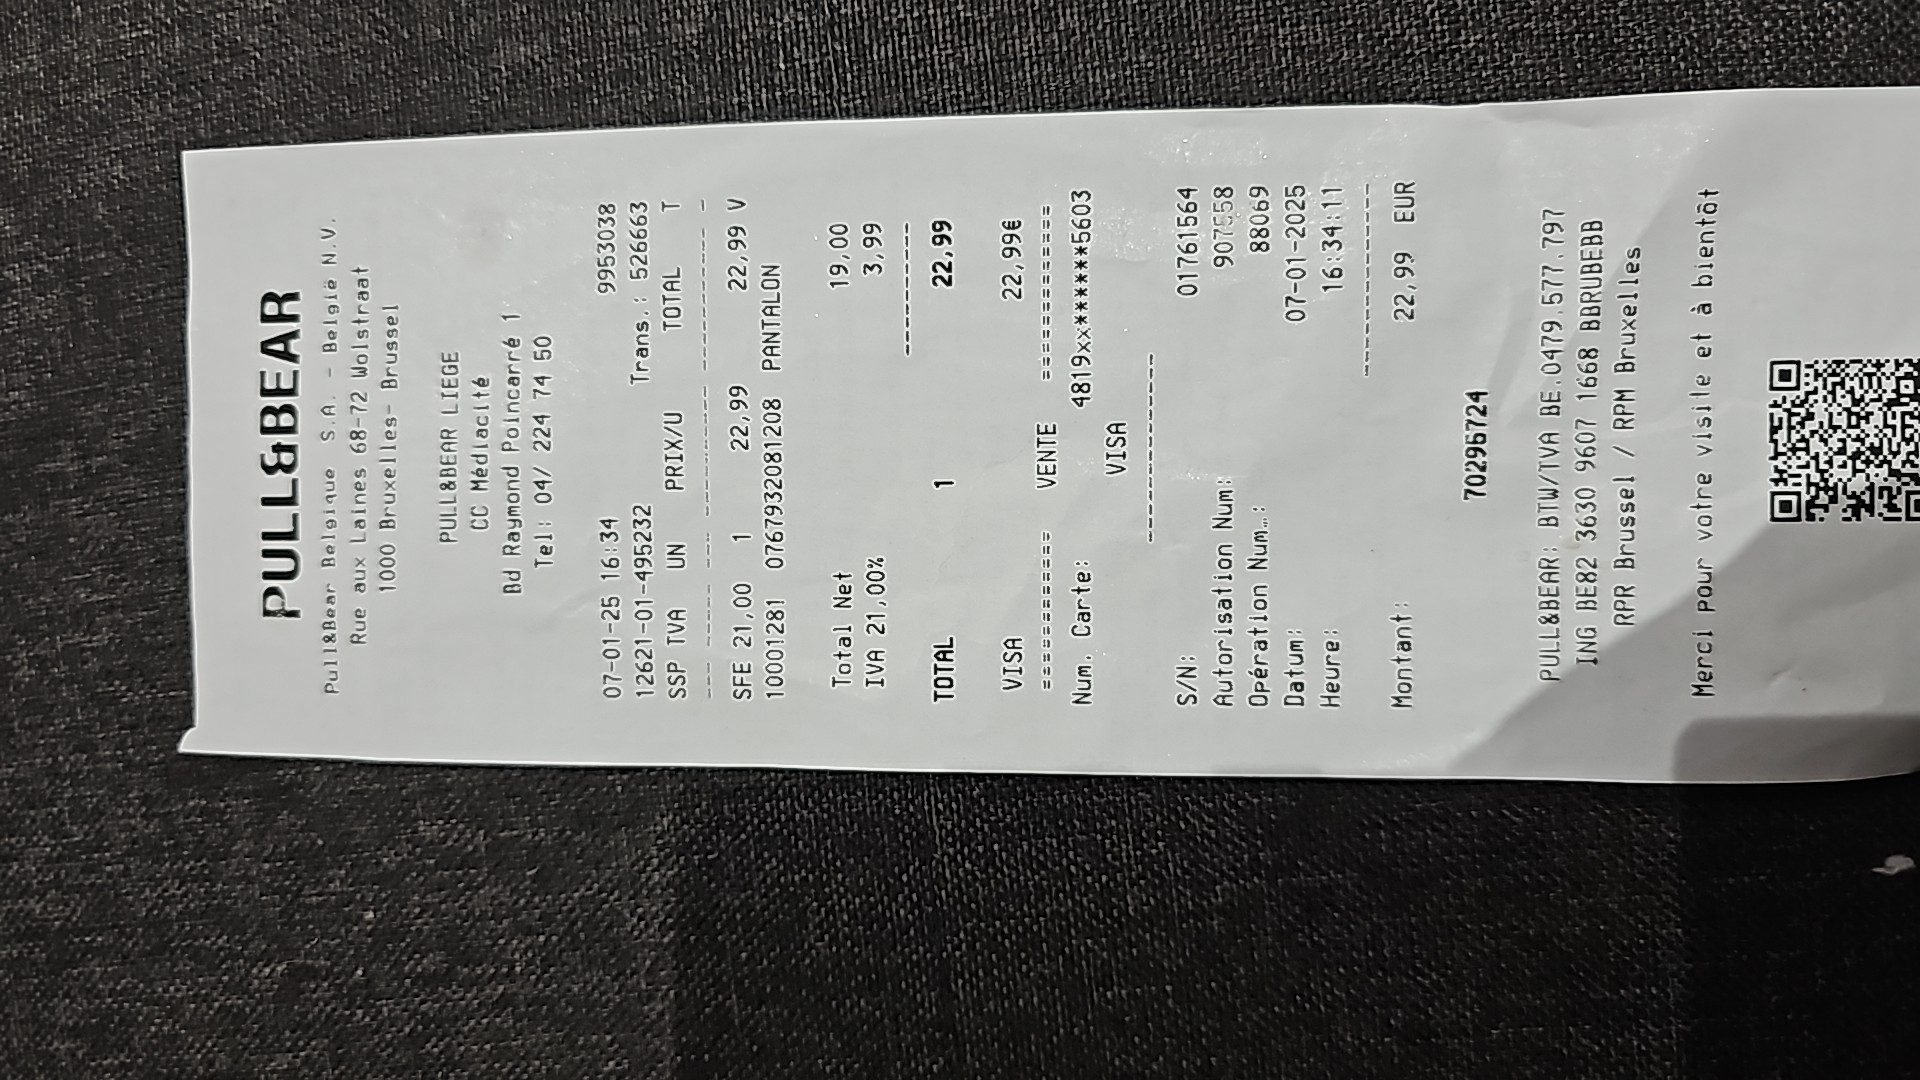 PULL&BEAR
Pull&Bear Belgique S.A. - België N.V.
Rue aux Laines 68-72 Wolstraat
1000 Bruxelles- Brussel
PULL&BEAR LIEGE
CC Médiacité
Bd Raymond Poincarré 1
Tel: 04/ 224 74 50
07-01-25 16:34 9953038
12621-01-495232 Trans.: 526663
SSP TVA UN PRIX/U TOTAL T
SFE 21,00 1 22,99 22,99 V
10001281 0767932081208 PANTALON
Total Net 19,00
IVA 21,00% 3,99
TOTAL 1 22,99
VISA 22,99€
============ VENTE ==============
Num. Carte: 4819xx******5603
VISA
S/N: 01761564
Autorisation Num: 907558
Opération Num.: 88069
Datum: 07-01-2025
Heure: 16:34:11
Montant: 22,99 EUR
70296724
PULL&BEAR: BTW/TVA BE.0479.577.797
ING BE82 3630 9607 1668 BBRUBEBB
RPR Brussel / RPM Bruxelles
Merci pour votre visite et à bientôt